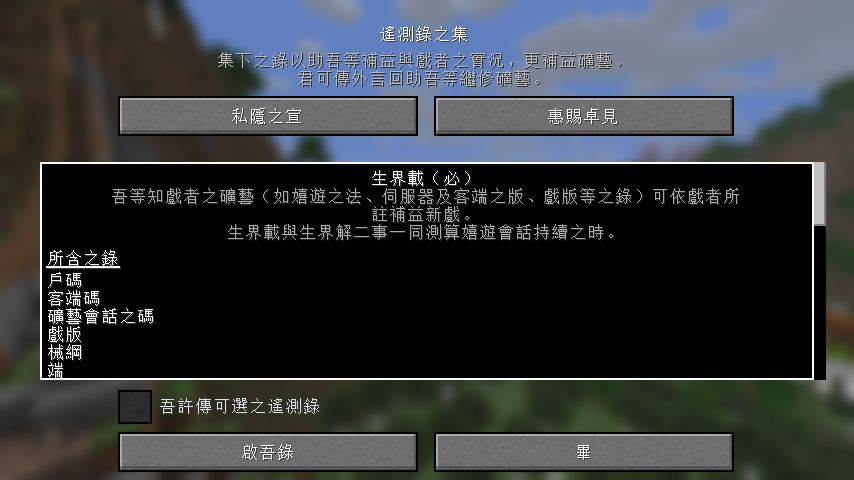 遙測錄之集
集下之錄以助吾等補益與戲者之實況，更補益礦藝。
君可傳外言回助吾等繼修礦藝。
私隱之宣
惠賜卓見
生界載（必）
吾等知戲者之礦藝（如嬉遊之法、伺服器及客端之版、戲版等之錄）可依戲者所
註補益新戲。
生界載與生界解二事一同測算嬉遊會話持續之時。
所含之錄
戶碼
客端碼
礦藝會話之碼
戲版
械綱
端
吾許傳可選之遙測錄
啟吾錄
畢